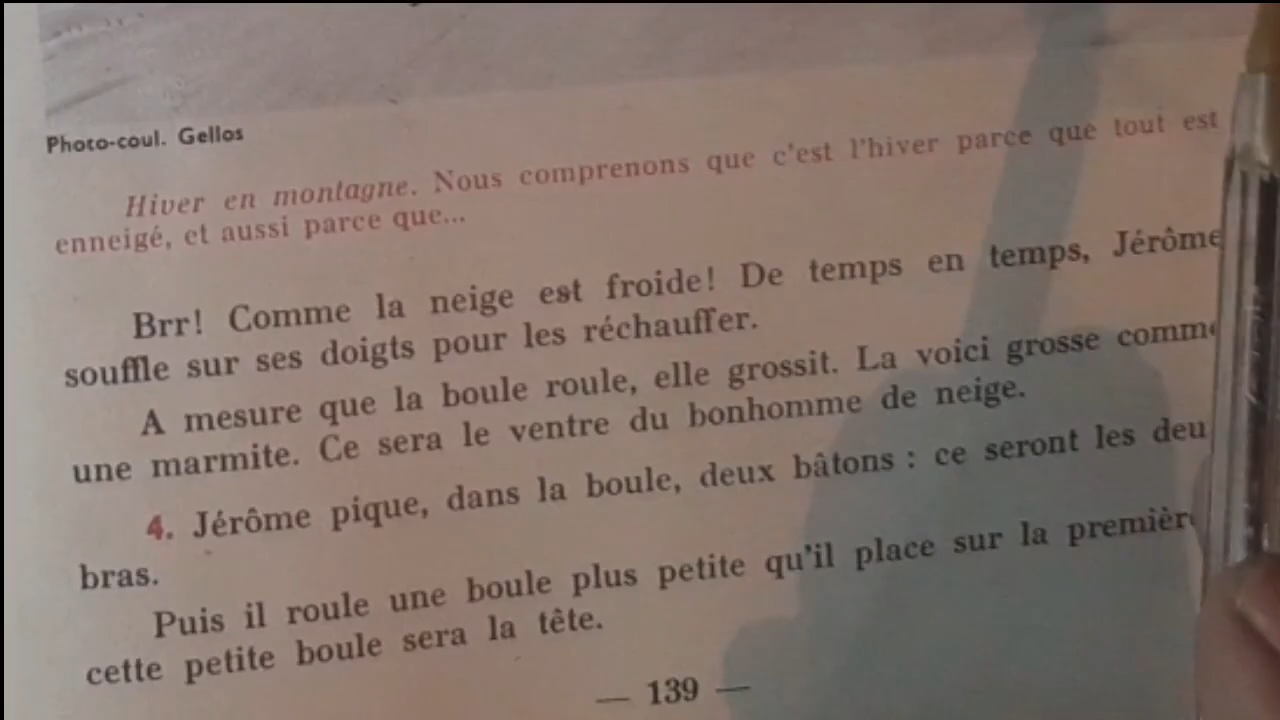 Photo-coul. Gellos
Hiver en montagne. Nous comprenons que c'est l'hiver parce que tout est
enneigé, et aussi parce que...
Brr! Comme la neige est froide! De temps en temps, Jérôme
souffle sur ses doigts pour les réchauffer.
A mesure que la boule roule, elle grossit. La voici grosse comme
une marmite. Ce sera le ventre du bonhomme de neige.
4. Jérôme pique, dans la boule, deux bâtons : ce seront les deu
bras.
Puis il roule une boule plus petite qu'il place sur la première
cette petite boule sera la tête.
— 139 —